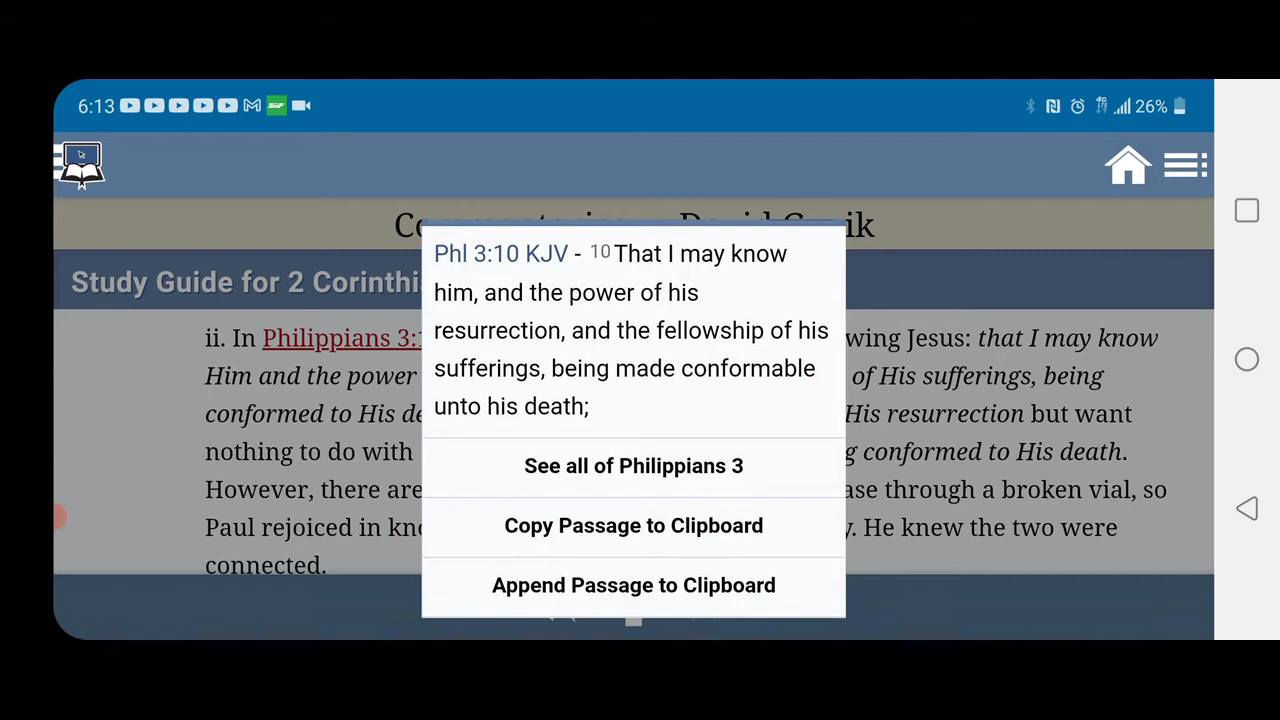 6:13
4G
26%
Commentaries David Guzik
Study Guide for 2 Corinthi
Phl 3:10 KJV - 10 That I may know
him, and the power of his
resurrection, and the fellowship of his
sufferings, being made conformable
unto his death;
See all of Philippians 3
Copy Passage to Clipboard
Append Passage to Clipboard
ii. In Philippians 3: wing Jesus: that I may know
Him and the power of His sufferings, being
conformed to His de His resurrection but want
nothing to do with g conformed to His death.
However, there are ase through a broken vial, so
Paul rejoiced in kno y. He knew the two were
connected.